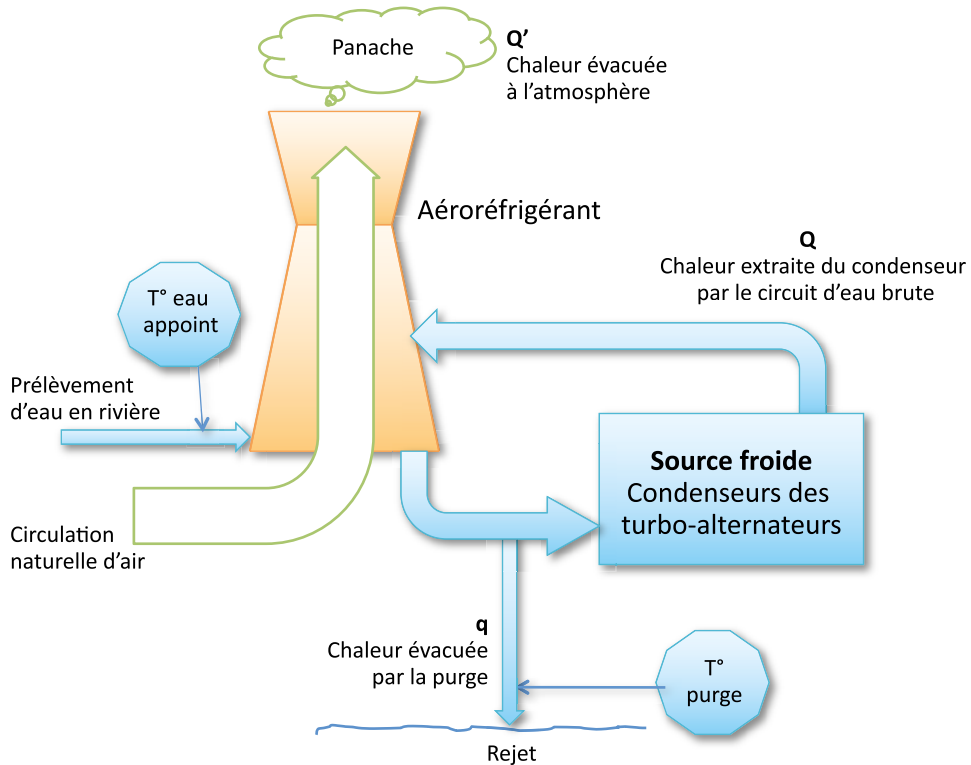 Panache
Q’
Chaleur évacuée
à l’atmosphère
Aéroréfrigérant
Q
Chaleur extraite du condenseur
par le circuit d’eau brute
T° eau
appoint
Prélèvement
d’eau en rivière
Source froide
Condenseurs des
turbo-alternateurs
Circulation
naturelle d’air
q
Chaleur évacuée
par la purge
T°
purge
Rejet